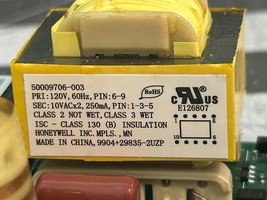 50009706-003
PRI:120V, 60Hz, PIN:6-9
SEC:10VACx2, 250mA, PIN:1-3-5
CLASS 2 NOT WET, CLASS 3 WET
ISC - CLASS 130 (B) INSULATION
HONEYWELL INC. MPLS., MN
MADE IN CHINA, 9904+29835-2UZP
RoHS
c RU US
E126807
1 5
10 6